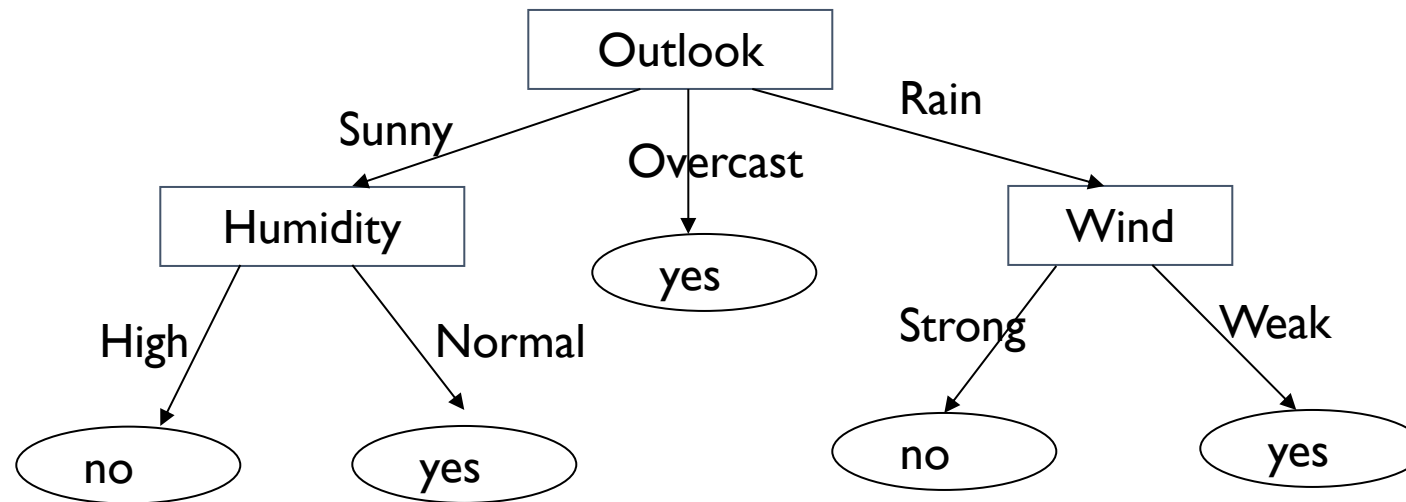 Outlook
Sunny
Overcast
Rain
Humidity
yes
Wind
High
Normal
Strong
Weak
no
yes
no
yes